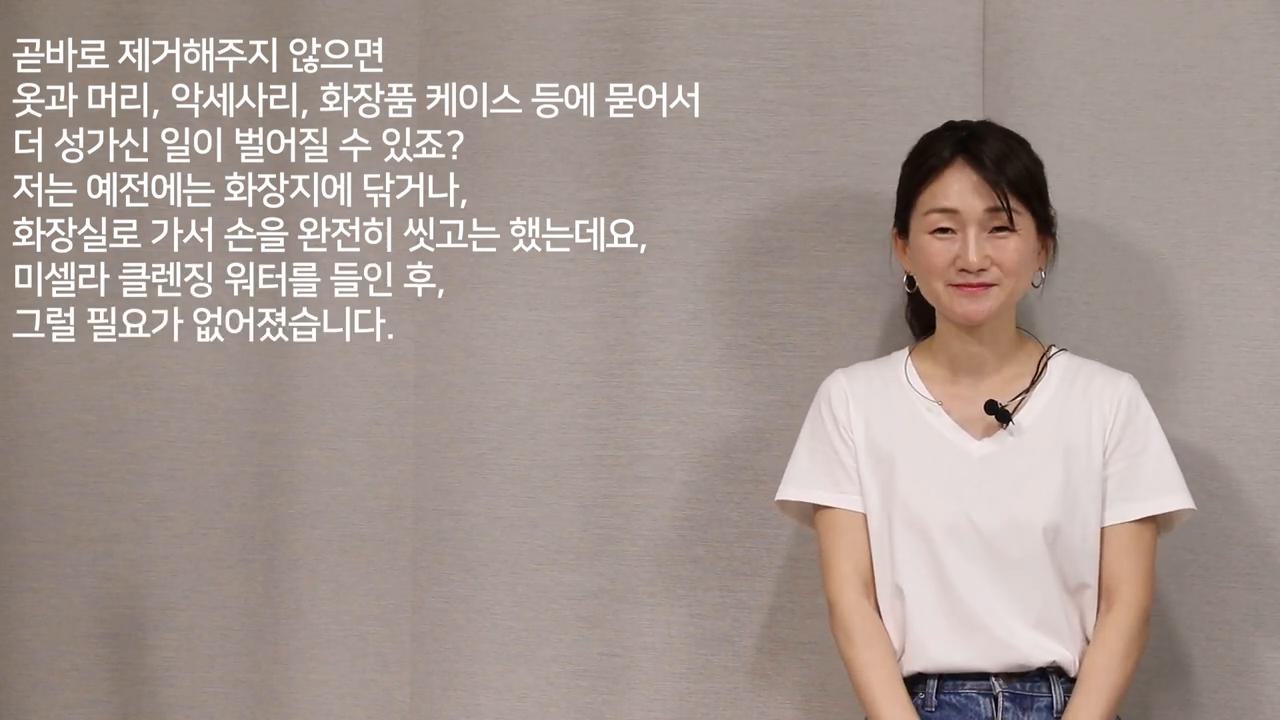 곧바로 제거해주지 않으면
옷과 머리, 악세사리, 화장품 케이스 등에 묻어서
더 성가신 일이 벌어질 수 있죠?
저는 예전에는 화장지에 닦거나,
화장실로 가서 손을 완전히 씻고는 했는데요,
미셀라 클렌징 워터를 들인 후,
그럴 필요가 없어졌습니다.